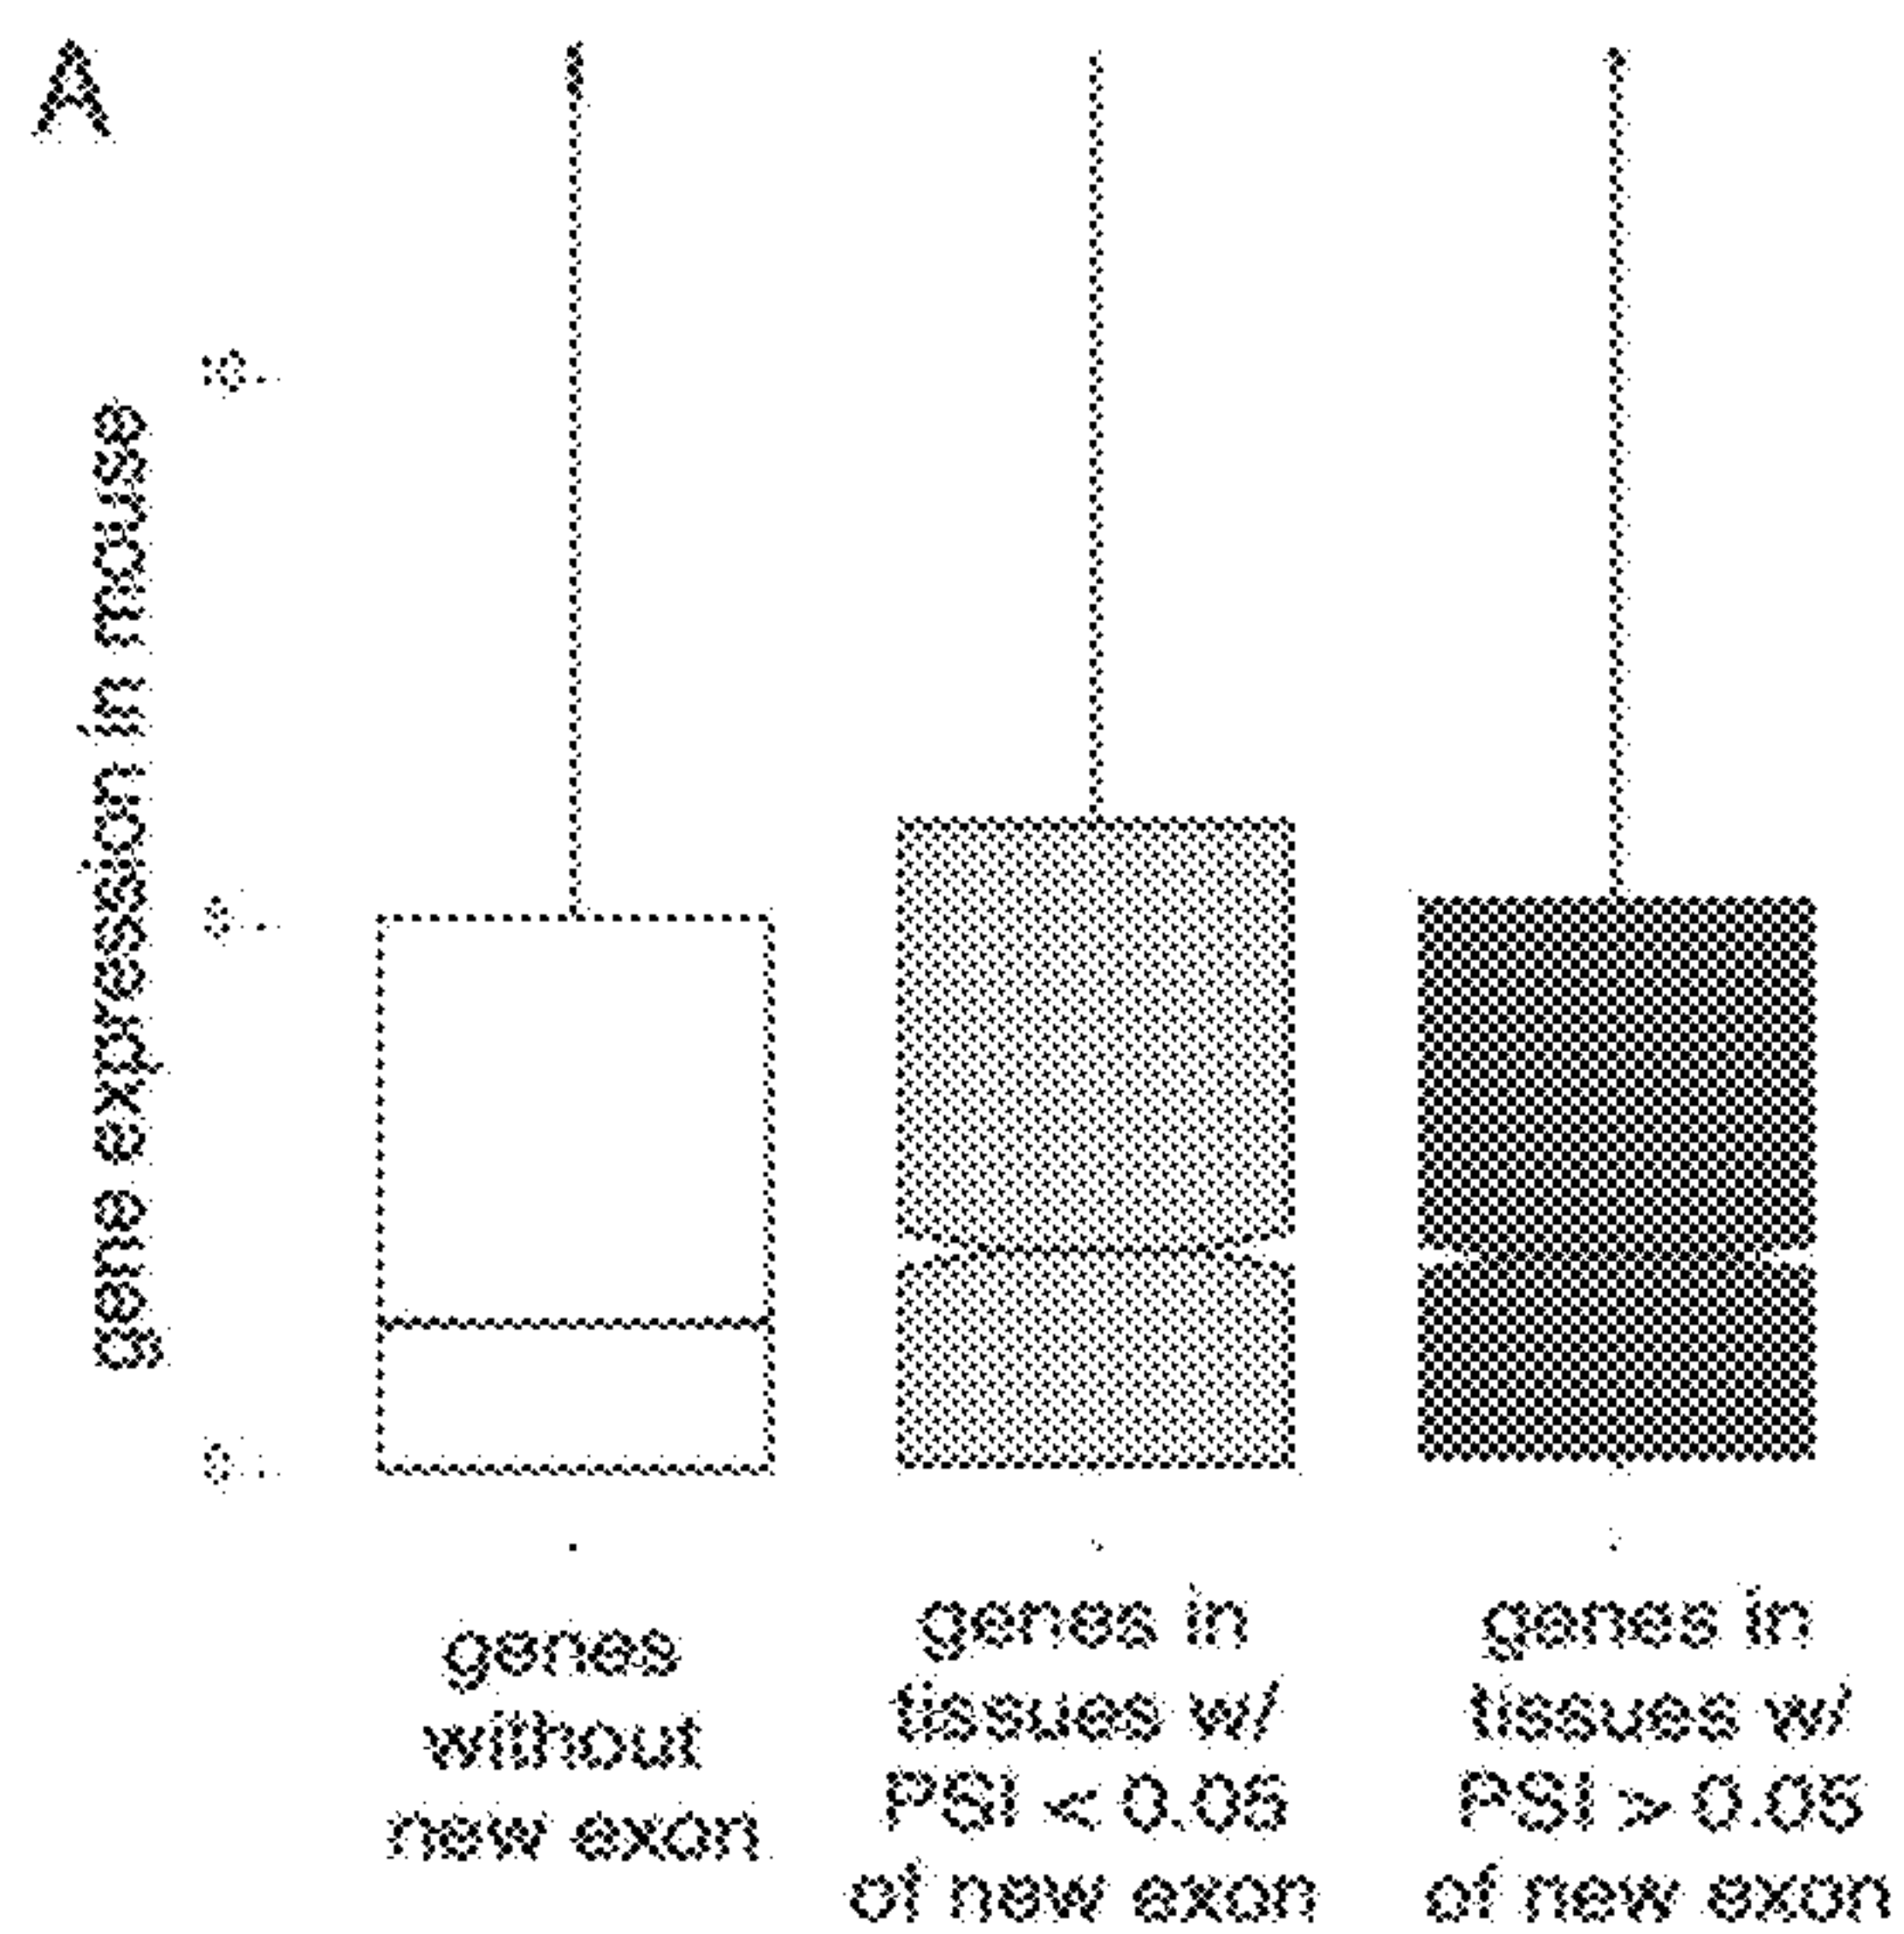 A
gene expression in mouse
genes
without
new exon
genes in
tissues w/
PSI < 0.05
of new exon
genes in
tissues w/
PSI > 0.05
of new exon